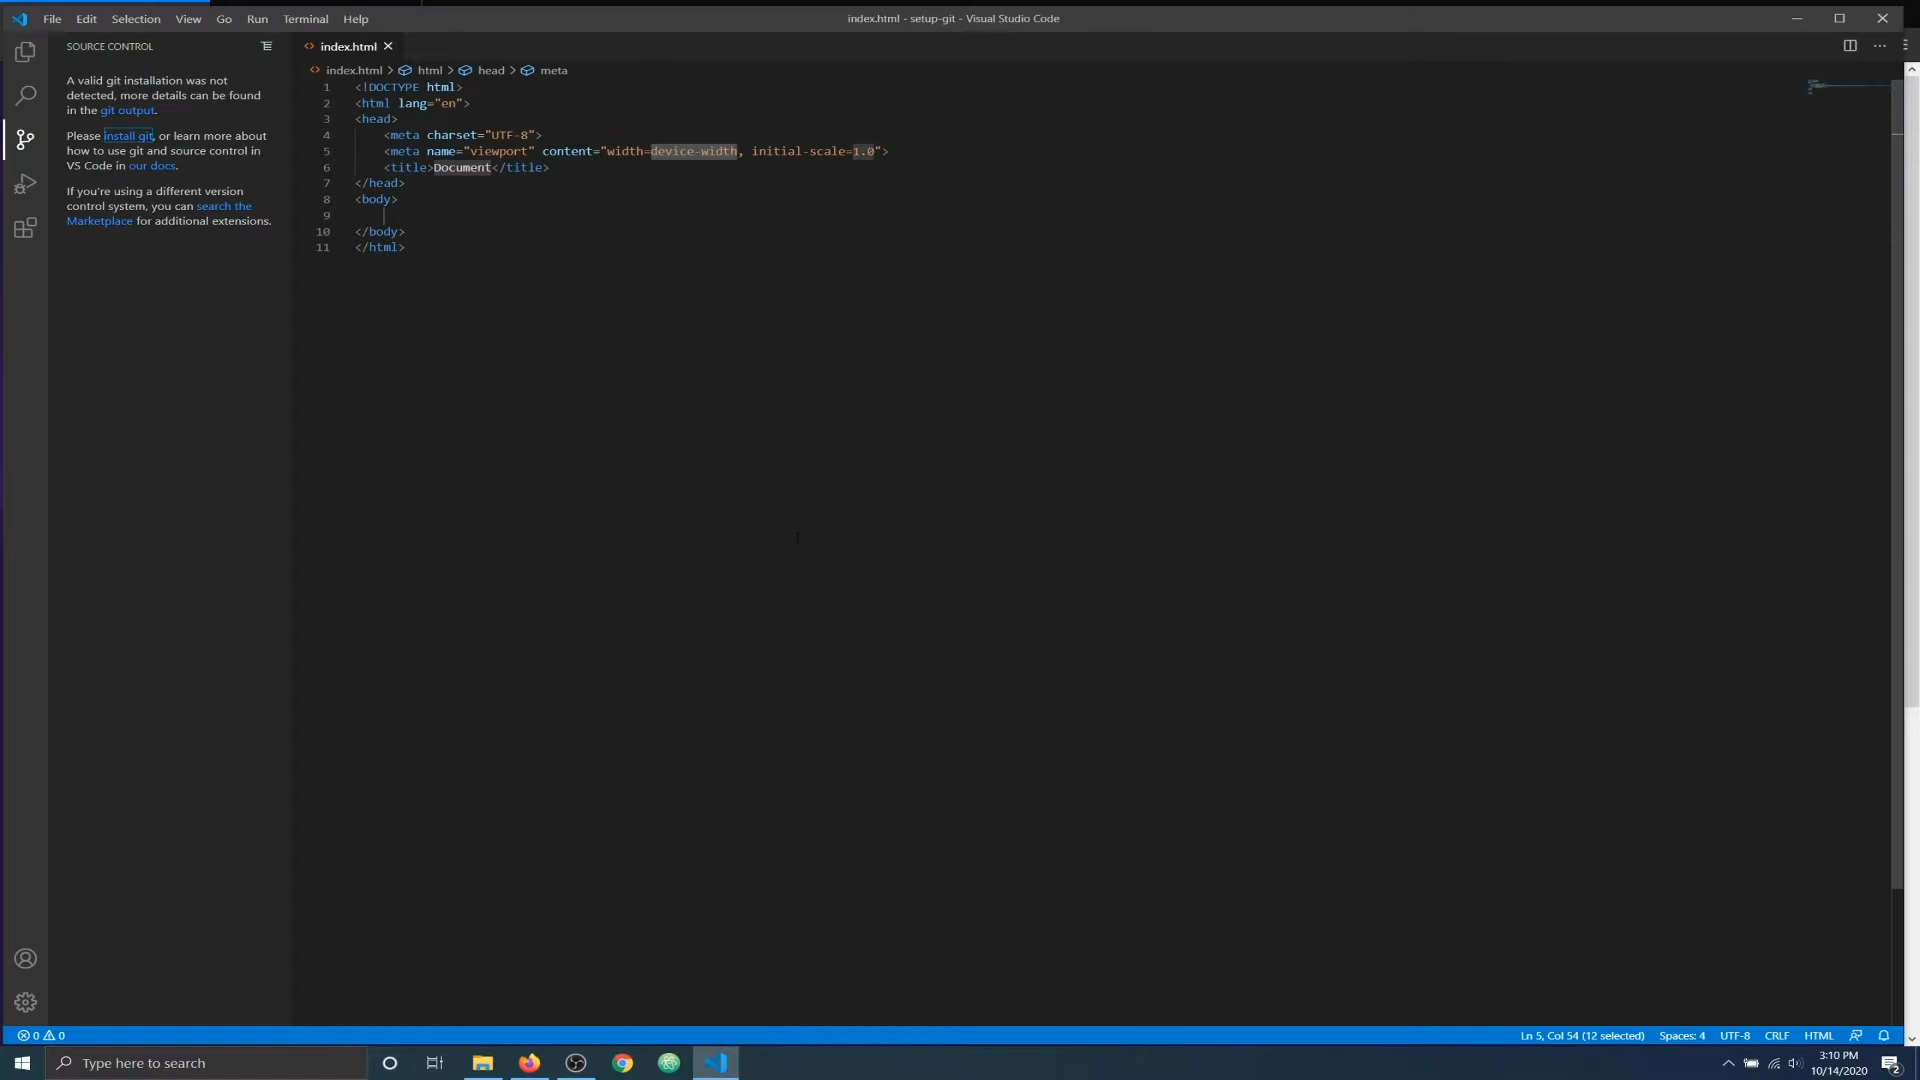 File Edit Selection View Go Run Terminal Help
index.html - setup-git - Visual Studio Code
SOURCE CONTROL
A valid git installation was not
detected, more details can be found
in the git output.
Please install git, or learn more about
how to use git and source control in
VS Code in our docs.
If you're using a different version
control system, you can search the
Marketplace for additional extensions.
index.html
index.html > html > head > meta
1 <!DOCTYPE html>
2 <html lang="en">
3 <head>
4 <meta charset="UTF-8">
5 <meta name="viewport" content="width=device-width, initial-scale=1.0">
6 <title>Document</title>
7 </head>
8 <body>
9
10 </body>
11 </html>
0 0
Ln 5, Col 54 (12 selected) Spaces: 4 UTF-8 CRLF HTML
Type here to search
3:10 PM
10/14/2020
2